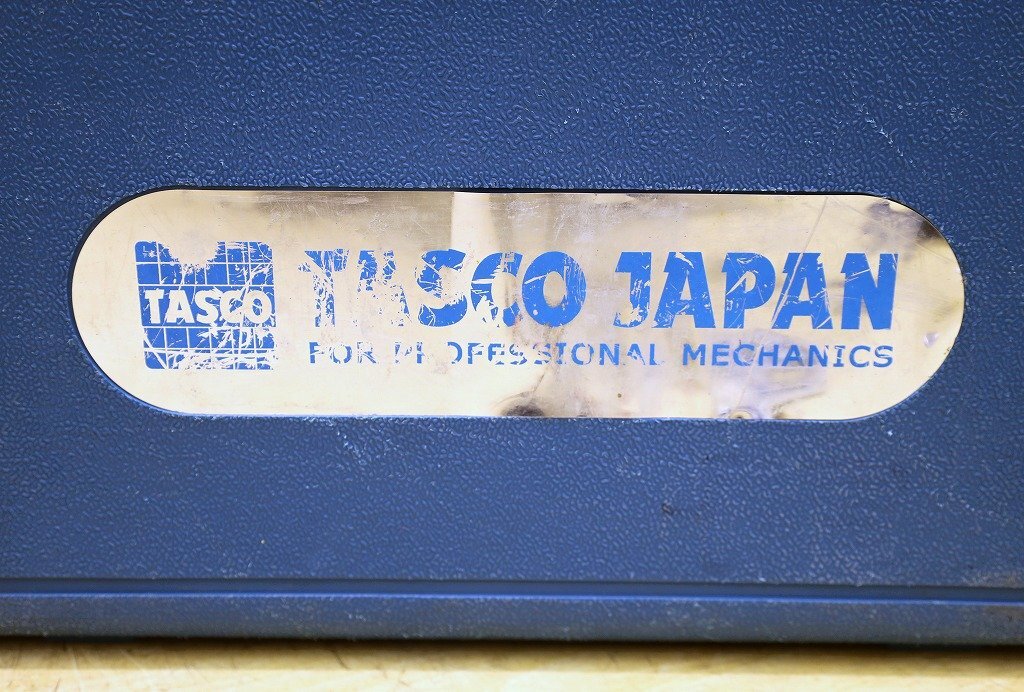 TASCO
TASCO JAPAN
FOR PROFESSIONAL MECHANICS